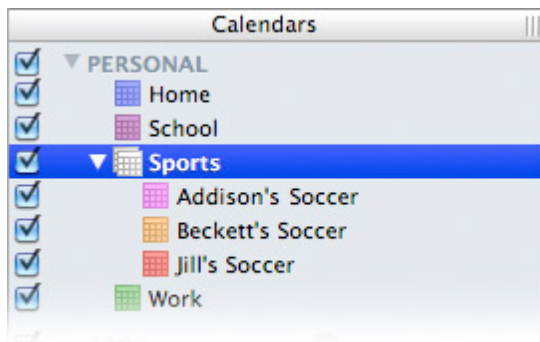 Calendars
PERSONAL
Home
School
Sports
Addison's Soccer
Beckett's Soccer
Jill's Soccer
Work